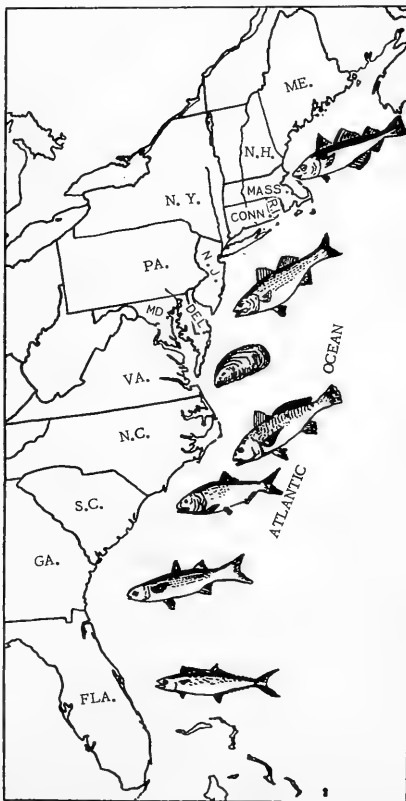 ME.
N.H.
N.Y.
MASS.
CONN.
R.I.
PA.
N.J.
MD.
DEL.
VA.
OCEAN
N.C.
ATLANTIC
S.C.
GA.
FLA.